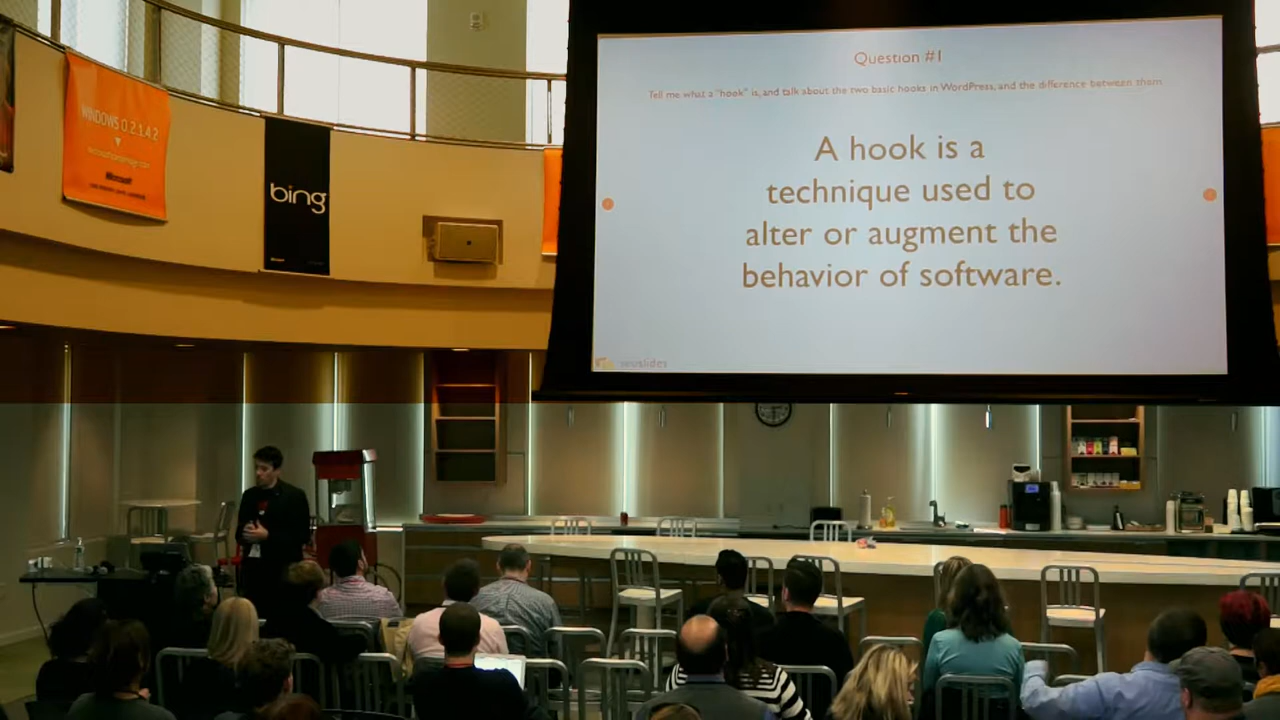 Question #1
Tell me what a "hook" is, and talk about the two basic hooks in WordPress, and the difference between them
A hook is a
technique used to
alter or augment the
behavior of software.
WINDOWS 0.2.1.4.2
Microsoft
bing